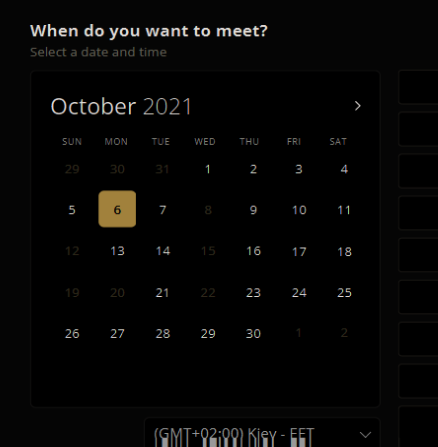 When do you want to meet?
Select a date and time
October 2021
SUN MON TUE WED THU FRI SAT
29 30 31 1 2 3 4
5 6 7 8 9 10 11
12 13 14 15 16 17 18
19 20 21 22 23 24 25
26 27 28 29 30 1 2
(GMT+02:00) Kiev - EET